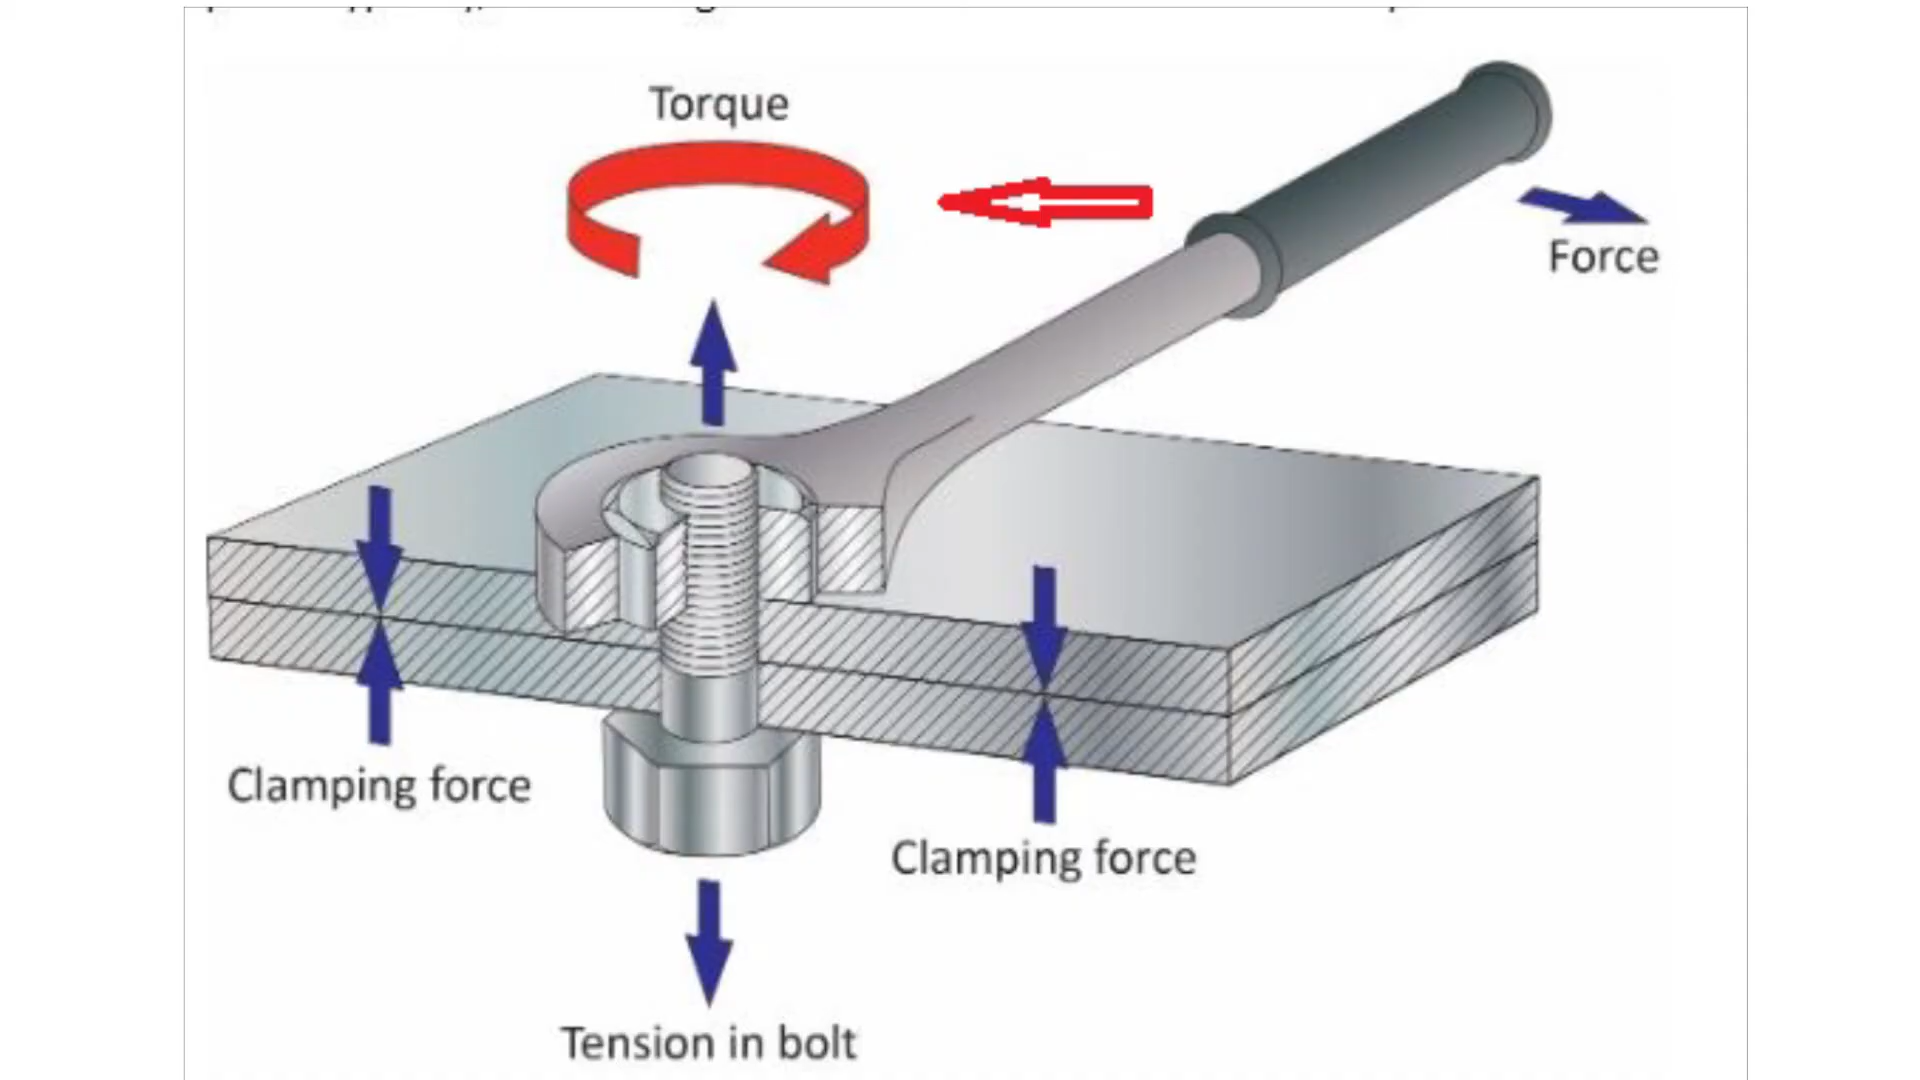 Torque
Force
Clamping force
Clamping force
Tension in bolt